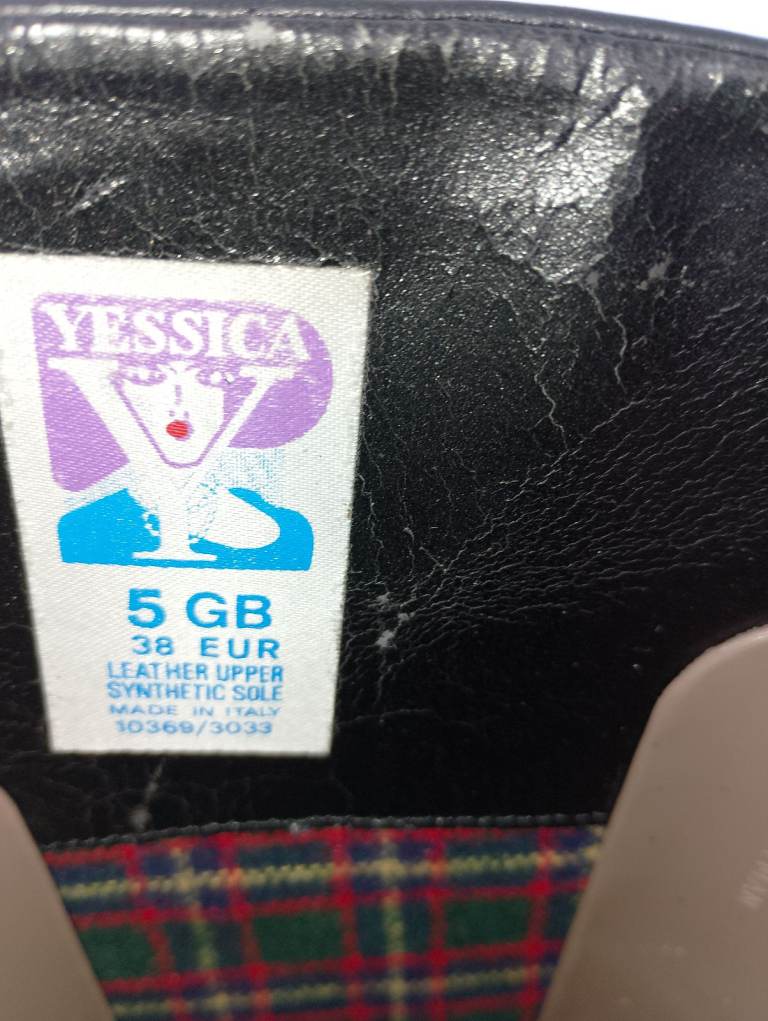 YESSICA
Y
5 GB
38 EUR
LEATHER UPPER
SYNTHETIC SOLE
MADE IN ITALY
10369/3033